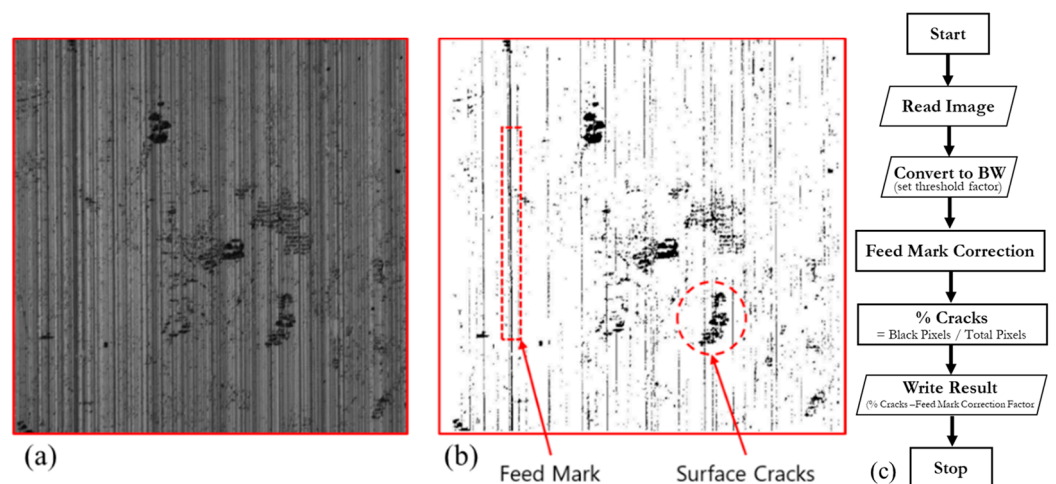 (a)
(b)
Feed Mark
Surface Cracks
Start
Read Image
Convert to BW
(set threshold factor)
Feed Mark Correction
% Cracks
= Black Pixels / Total Pixels
Write Result
(% Cracks –Feed Mark Correction Factor
Stop
(c)